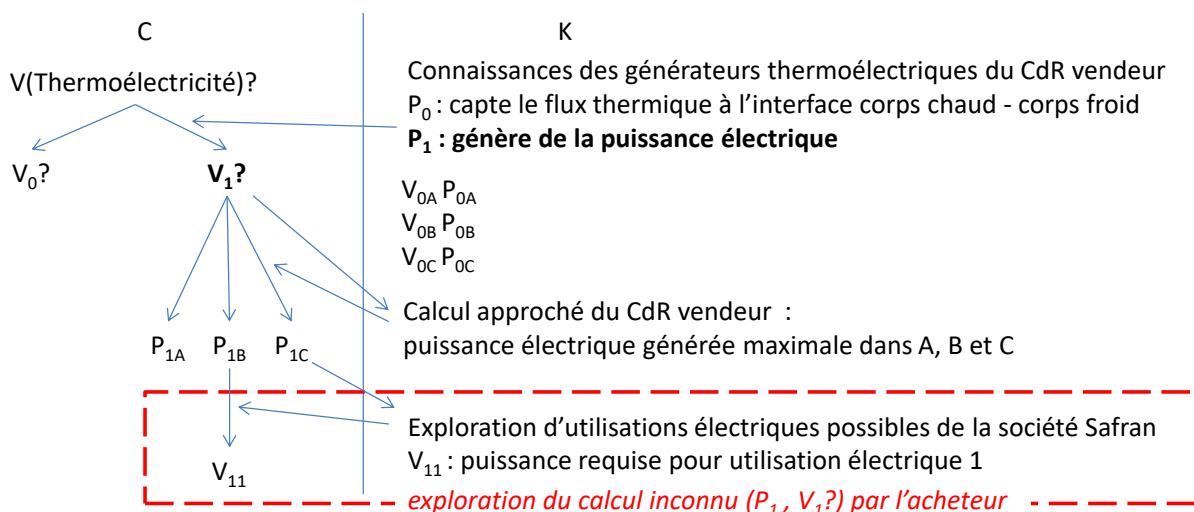 C
K
V(Thermoélectricité)?
Connaissances des générateurs thermoélectriques du CdR vendeur
P0 : capte le flux thermique à l'interface corps chaud - corps froid
P1 : génère de la puissance électrique
V0?
V1?
V0A P0A
V0B P0B
V0C P0C
Calcul approché du CdR vendeur :
puissance électrique générée maximale dans A, B et C
P1A P1B P1C
Exploration d'utilisations électriques possibles de la société Safran
V11 : puissance requise pour utilisation électrique 1
V11
exploration du calcul inconnu (P1 , V1?) par l'acheteur